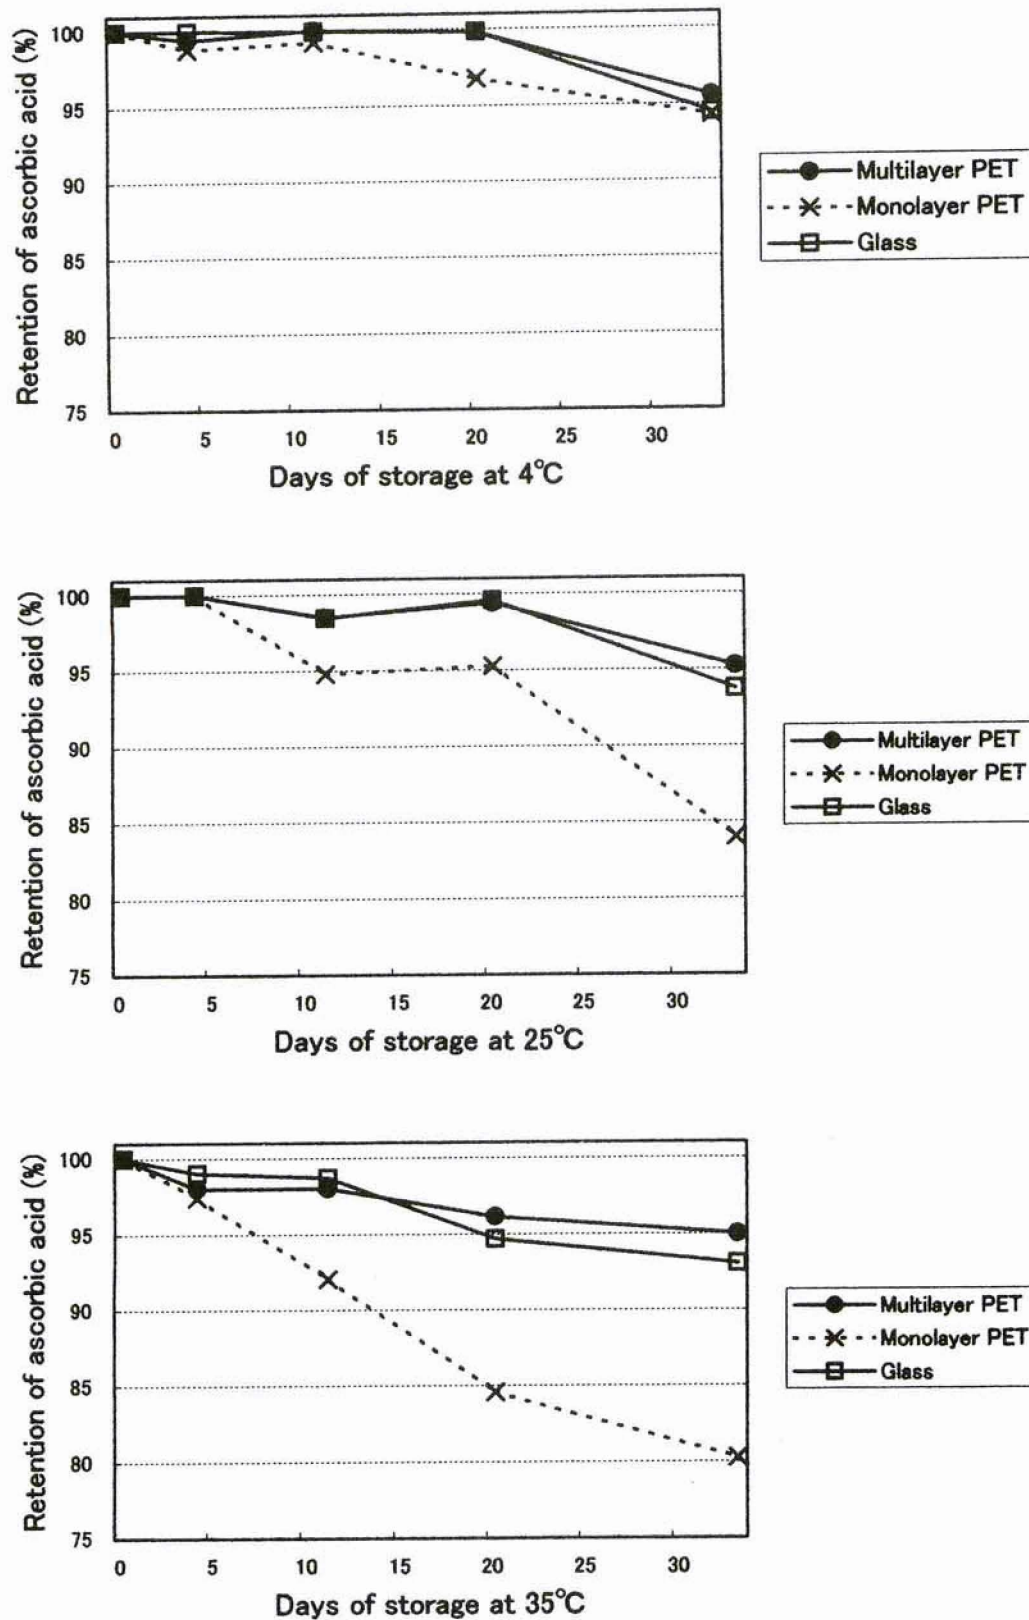 Retention of ascorbic acid (%)
100
95
90
85
80
75
0 5 10 15 20 25 30
Days of storage at 4°C
Multilayer PET
Monolayer PET
Glass
Retention of ascorbic acid (%)
100
95
90
85
80
75
0 5 10 15 20 25 30
Days of storage at 25°C
Multilayer PET
Monolayer PET
Glass
Retention of ascorbic acid (%)
100
95
90
85
80
75
0 5 10 15 20 25 30
Days of storage at 35°C
Multilayer PET
Monolayer PET
Glass